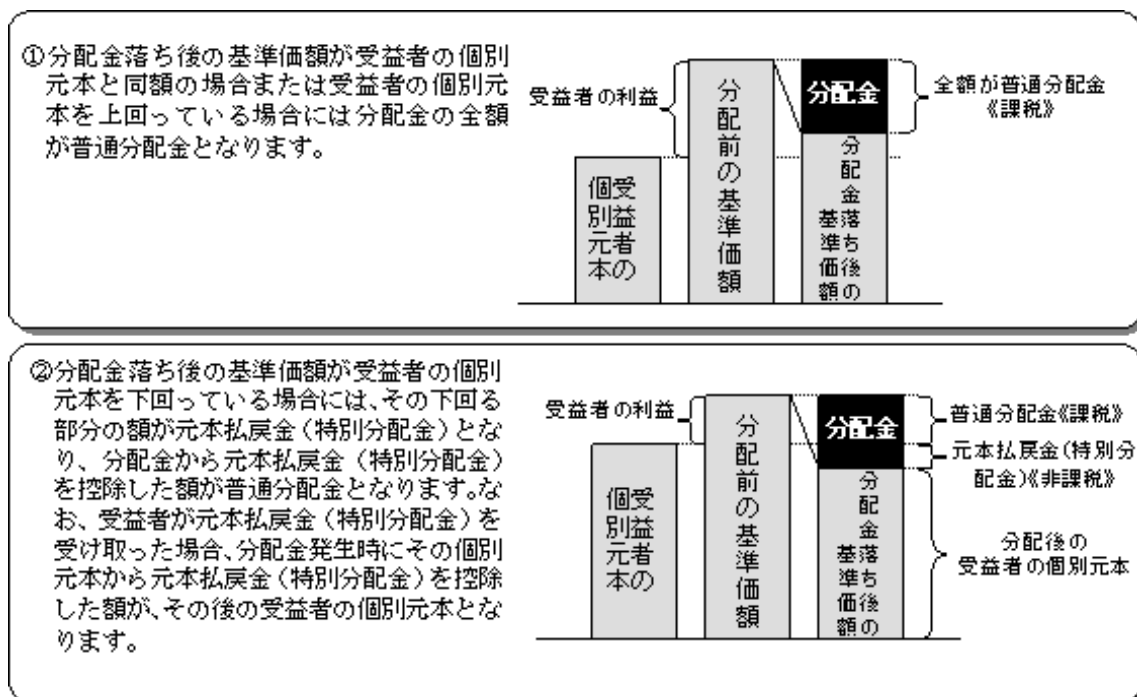 ①分配金落ち後の基準価額が受益者の個別
元本と同額の場合または受益者の個別元
本を上回っている場合には分配金の全額
が普通分配金となります。
受益者の利益
受益者の
個別元本
分配前の基準価額
分配金
分配金落ち後の
基準価額
全額が普通分配金
《課税》
②分配金落ち後の基準価額が受益者の個別
元本を下回っている場合には、その下回る
部分の額が元本払戻金（特別分配金）とな
り、分配金から元本払戻金（特別分配金）
を控除した額が普通分配金となります。な
お、受益者が元本払戻金（特別分配金）を
受け取った場合、分配金発生時にその個別
元本から元本払戻金（特別分配金）を控除
した額が、その後の受益者の個別元本とな
ります。
受益者の利益
受益者の
個別元本
分配前の基準価額
分配金
分配金落ち後の
基準価額
普通分配金《課税》
元本払戻金（特別分
配金）《非課税》
分配後の
受益者の個別元本